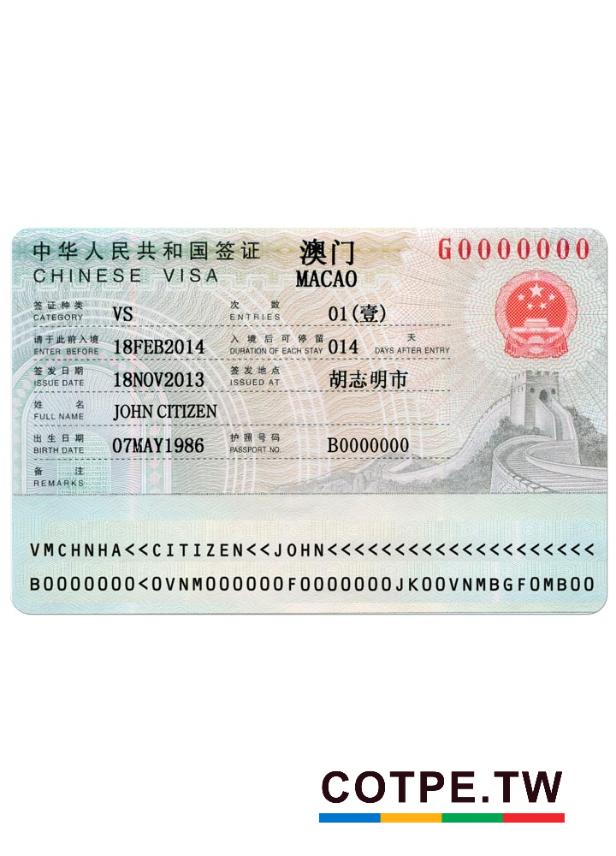 中华人民共和国签证 澳门 G0000000
CHINESE VISA MACAO
签证种类 次数
CATEGORY VS ENTRIES 01(壹)
请于此前入境 入境后可停留 天
ENTER BEFORE 18FEB2014 DURATION OF EACH STAY 014 DAYS AFTER ENTRY
签发日期 签发地点
ISSUE DATE 18NOV2013 ISSUED AT 胡志明市
姓名
FULL NAME JOHN CITIZEN
出生日期 护照号码
BIRTH DATE 07MAY1986 PASSPORT NO. B0000000
备注
REMARKS
VMCHNHA<<CITIZEN<<JOHN<<<<<<<<<<<<<<<<<<<<<<
B0000000<0VNM000000F0000000JK00VNMBGF0MB00
COTPE.TW